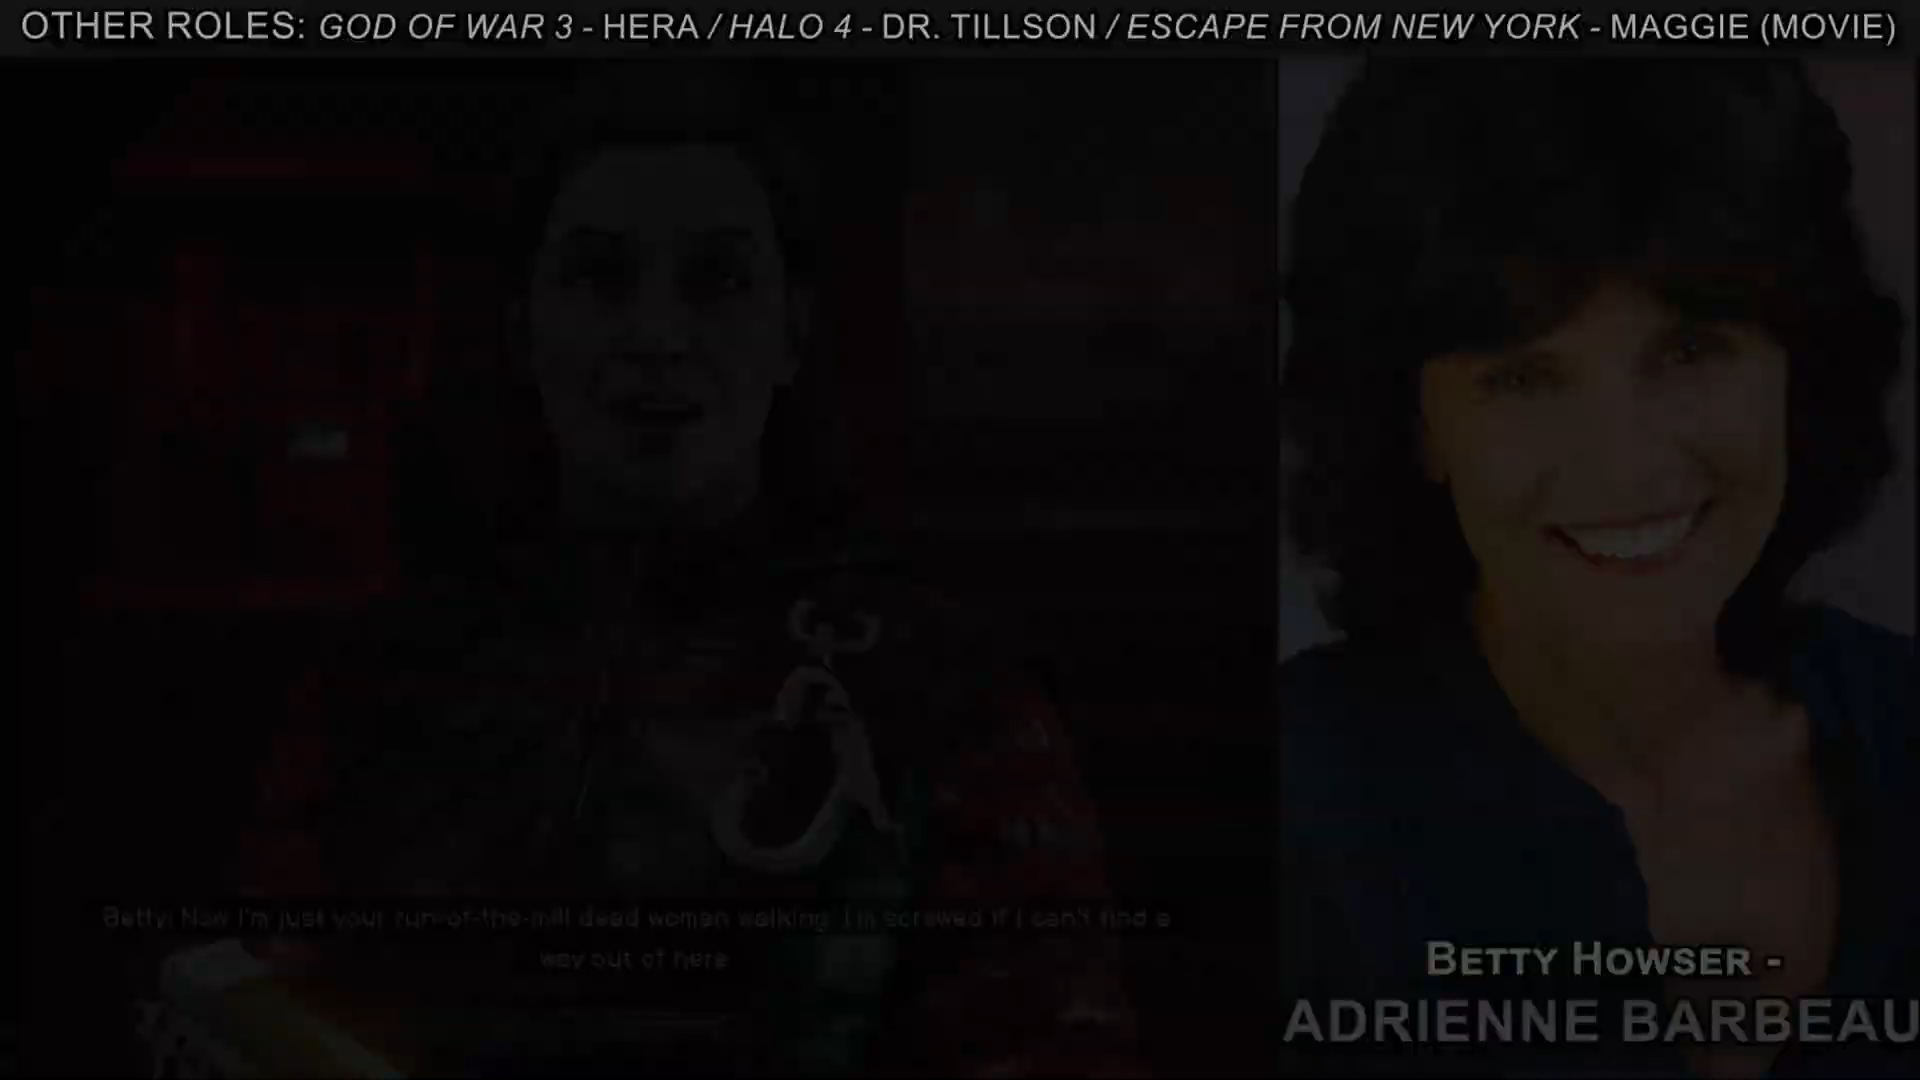 OTHER ROLES: GOD OF WAR 3 - HERA / HALO 4 - DR. TILLSON / ESCAPE FROM NEW YORK - MAGGIE (MOVIE)
Betty: Now I'm just your run-of-the-mill dead woman walking. I'm screwed if I can't find a
way out of here
BETTY HOWSER -
ADRIENNE BARBEAU